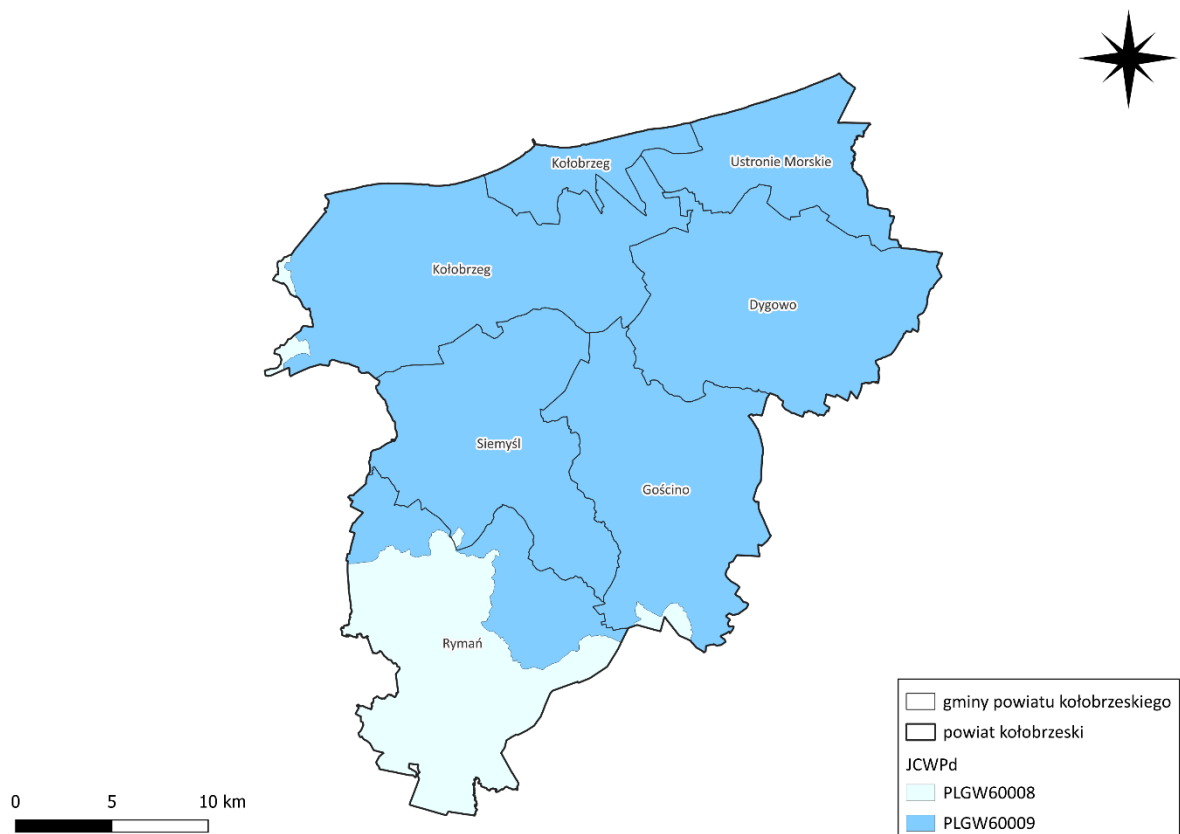 Kołobrzeg
Ustronie Morskie
Kołobrzeg
Dygowo
Siemyśl
Gościno
Rymań
gminy powiatu kołobrzeskiego
powiat kołobrzeski
JCWPd
PLGW60008
PLGW60009
0 5 10 km